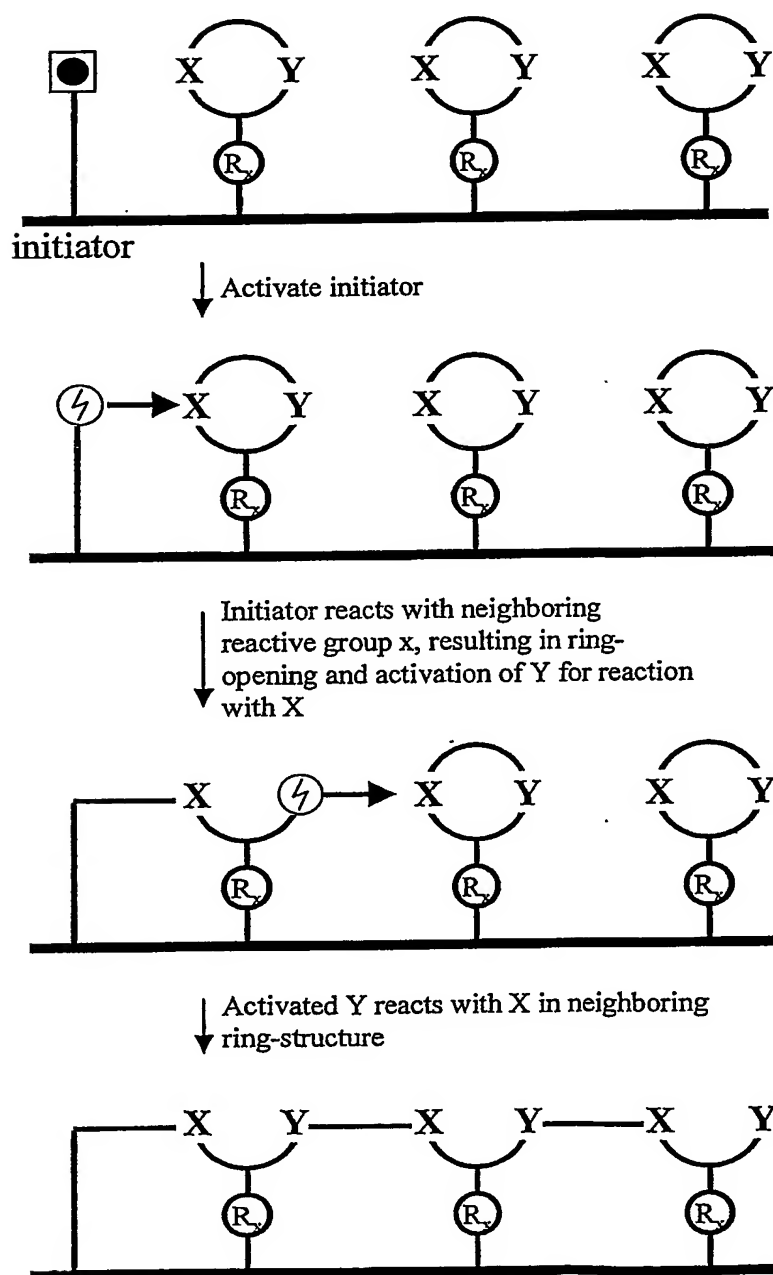 X Y X Y X Y
Rx Rx Rx
initiator
Activate initiator
X Y X Y X Y
Rx Rx Rx
Initiator reacts with neighboring
reactive group x, resulting in ring-
opening and activation of Y for reaction
with X
X X Y X Y
Rx Rx Rx
Activated Y reacts with X in neighboring
ring-structure
X Y X Y X Y
Rx Rx Rx